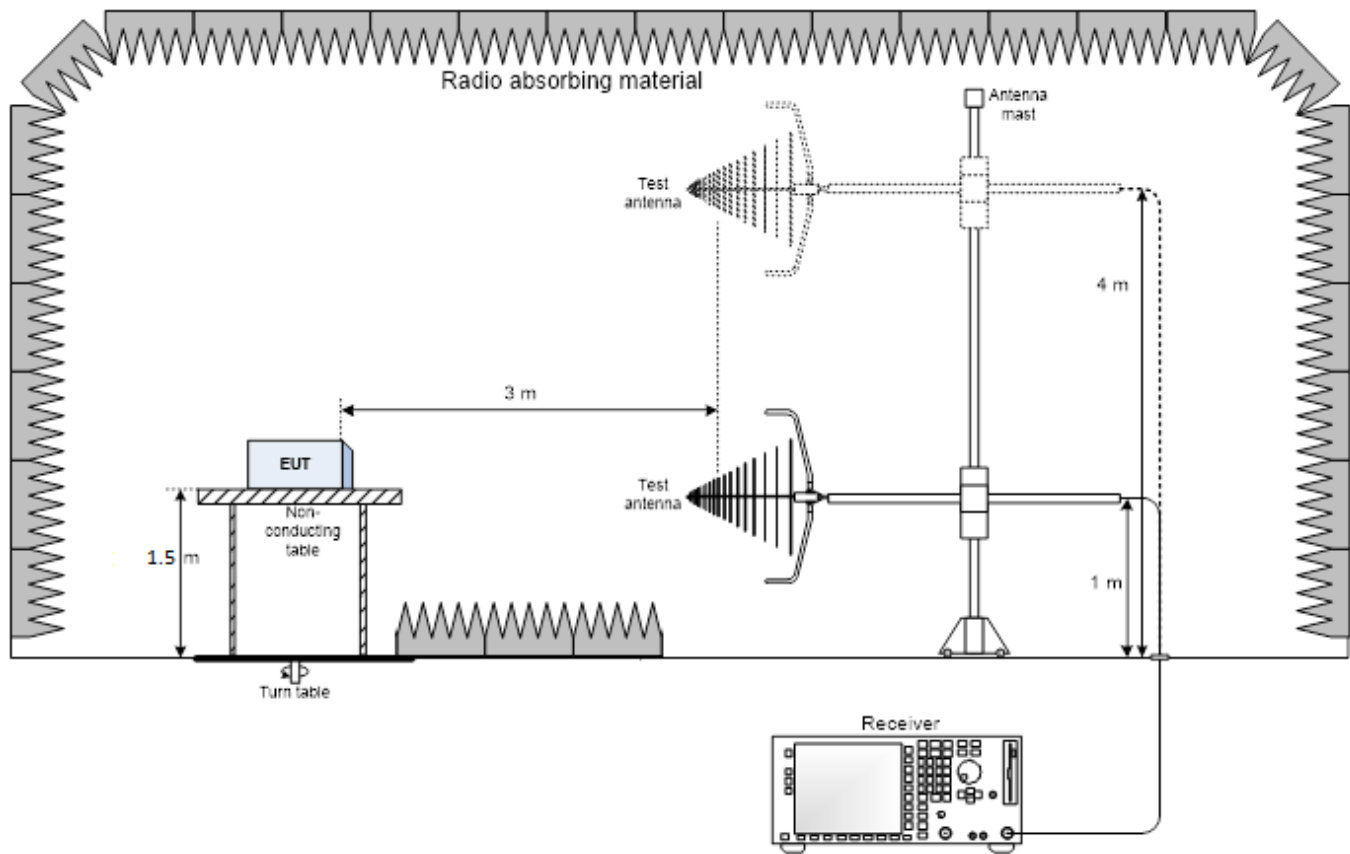 Radio absorbing material
Antenna
mast
Test
antenna
4 m
3 m
EUT
Test
antenna
Non-
conducting
table
1.5 m
1 m
Turn table
Receiver